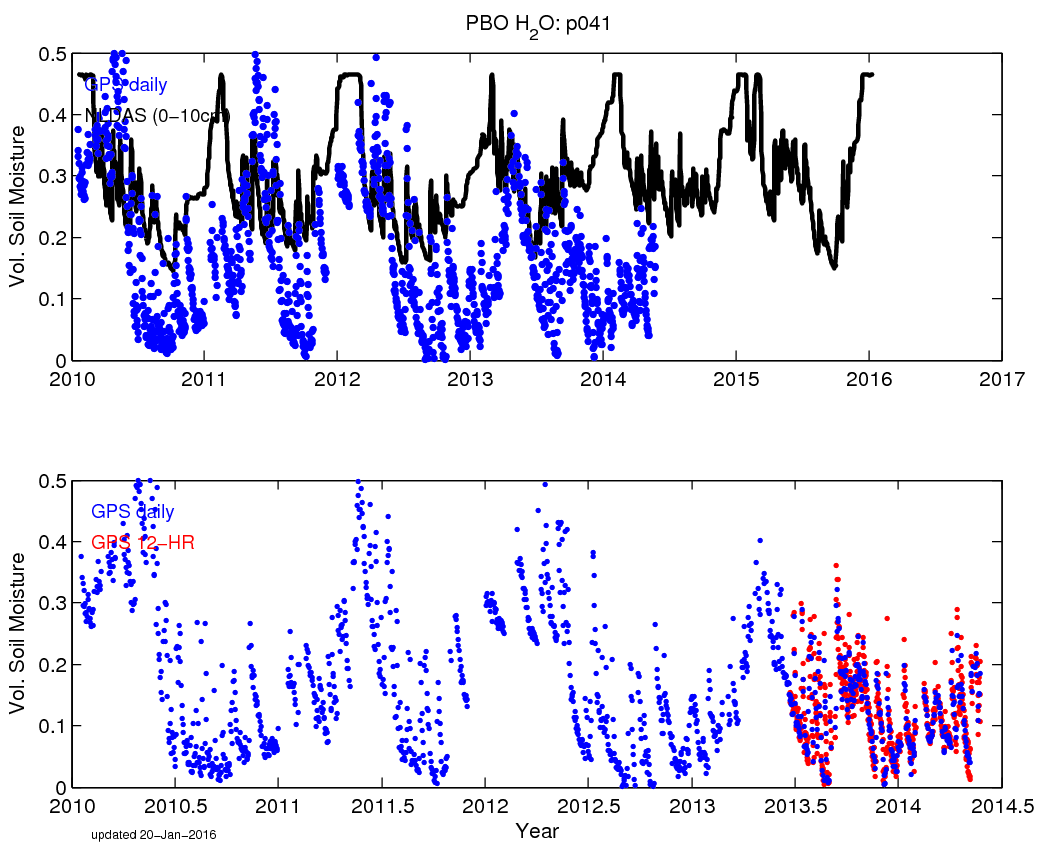 PBO H2O: p041
0.5
GPS daily
NLDAS (0−10cm)
0.4
0.3
0.2
0.1
0
Vol. Soil Moisture
2010 2011 2012 2013 2014 2015 2016 2017
0.5
GPS daily
GPS 12−HR
0.4
0.3
0.2
0.1
0
Vol. Soil Moisture
2010 2010.5 2011 2011.5 2012 2012.5 2013 2013.5 2014 2014.5
Year
updated 20−Jan−2016